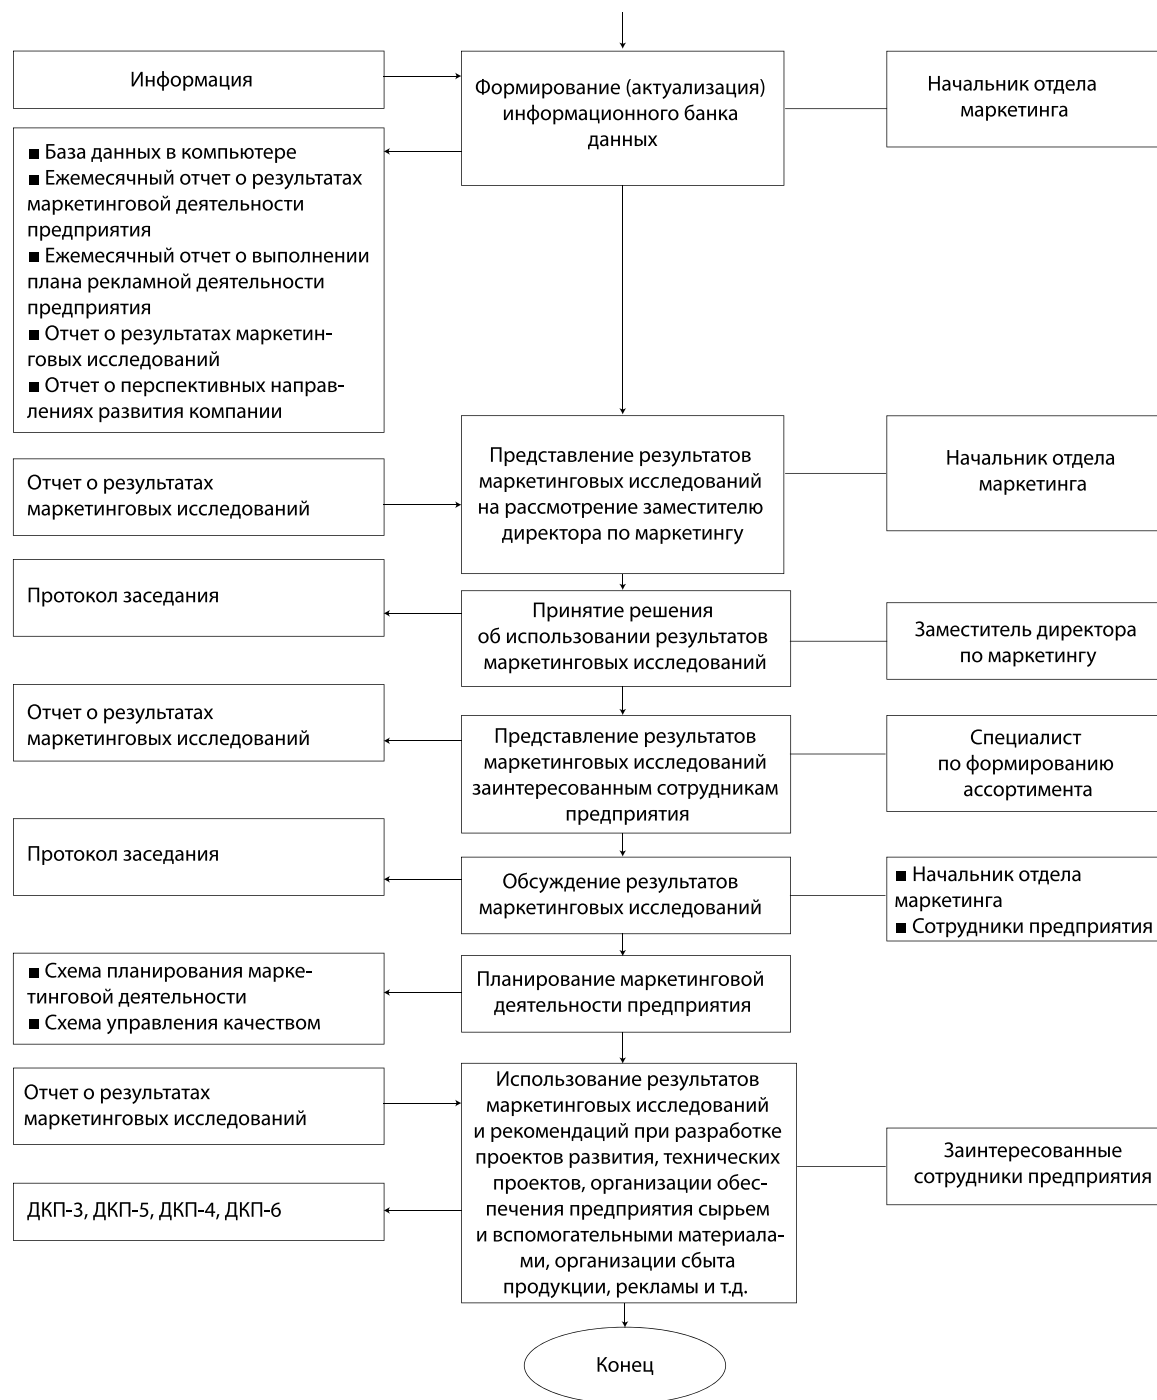 Информация
Формирование (актуализация)
информационного банка
данных
Начальник отдела
маркетинга
■ База данных в компьютере
■ Ежемесячный отчет о результатах
маркетинговой деятельности
предприятия
■ Ежемесячный отчет о выполнении
плана рекламной деятельности
предприятия
■ Отчет о результатах маркетин-
говых исследований
■ Отчет о перспективных направ-
лениях развития компании
Отчет о результатах
маркетинговых исследований
Представление результатов
маркетинговых исследований
на рассмотрение заместителю
директора по маркетингу
Начальник отдела
маркетинга
Протокол заседания
Принятие решения
об использовании результатов
маркетинговых исследований
Заместитель директора
по маркетингу
Отчет о результатах
маркетинговых исследований
Представление результатов
маркетинговых исследований
заинтересованным сотрудникам
предприятия
Специалист
по формированию
ассортимента
Протокол заседания
Обсуждение результатов
маркетинговых исследований
■ Начальник отдела
маркетинга
■ Сотрудники предприятия
■ Схема планирования марке-
тинговой деятельности
■ Схема управления качеством
Планирование маркетинговой
деятельности предприятия
Отчет о результатах
маркетинговых исследований
Использование результатов
маркетинговых исследований
и рекомендаций при разработке
проектов развития, технических
проектов, организации обес-
печения предприятия сырьем
и вспомогательными материала-
ми, организации сбыта
продукции, рекламы и т.д.
Заинтересованные
сотрудники предприятия
ДКП-3, ДКП-5, ДКП-4, ДКП-6
Конец